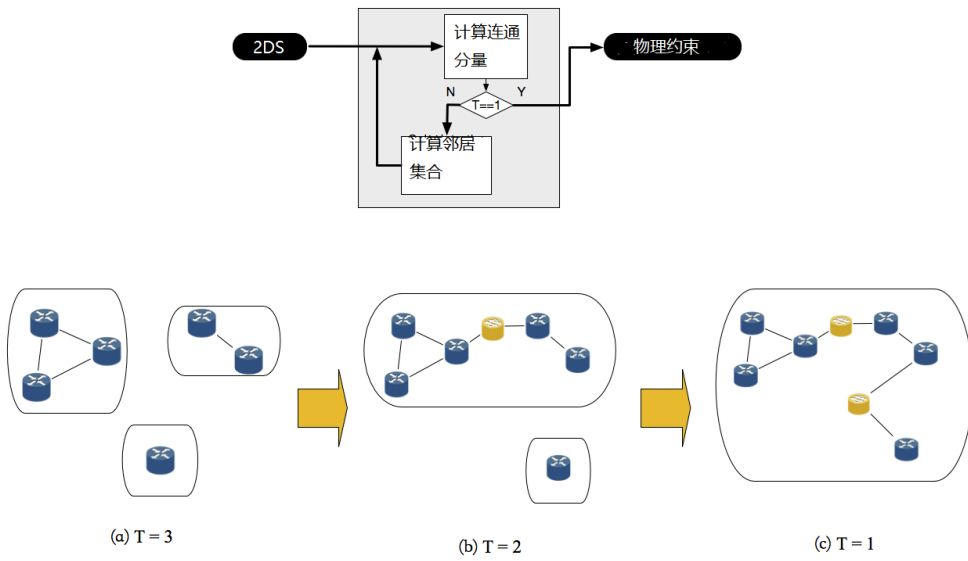 2DS
计算连通
分量
物理约束
N
Y
T==1
计算邻居
集合
(a) T = 3
(b) T = 2
(c) T = 1